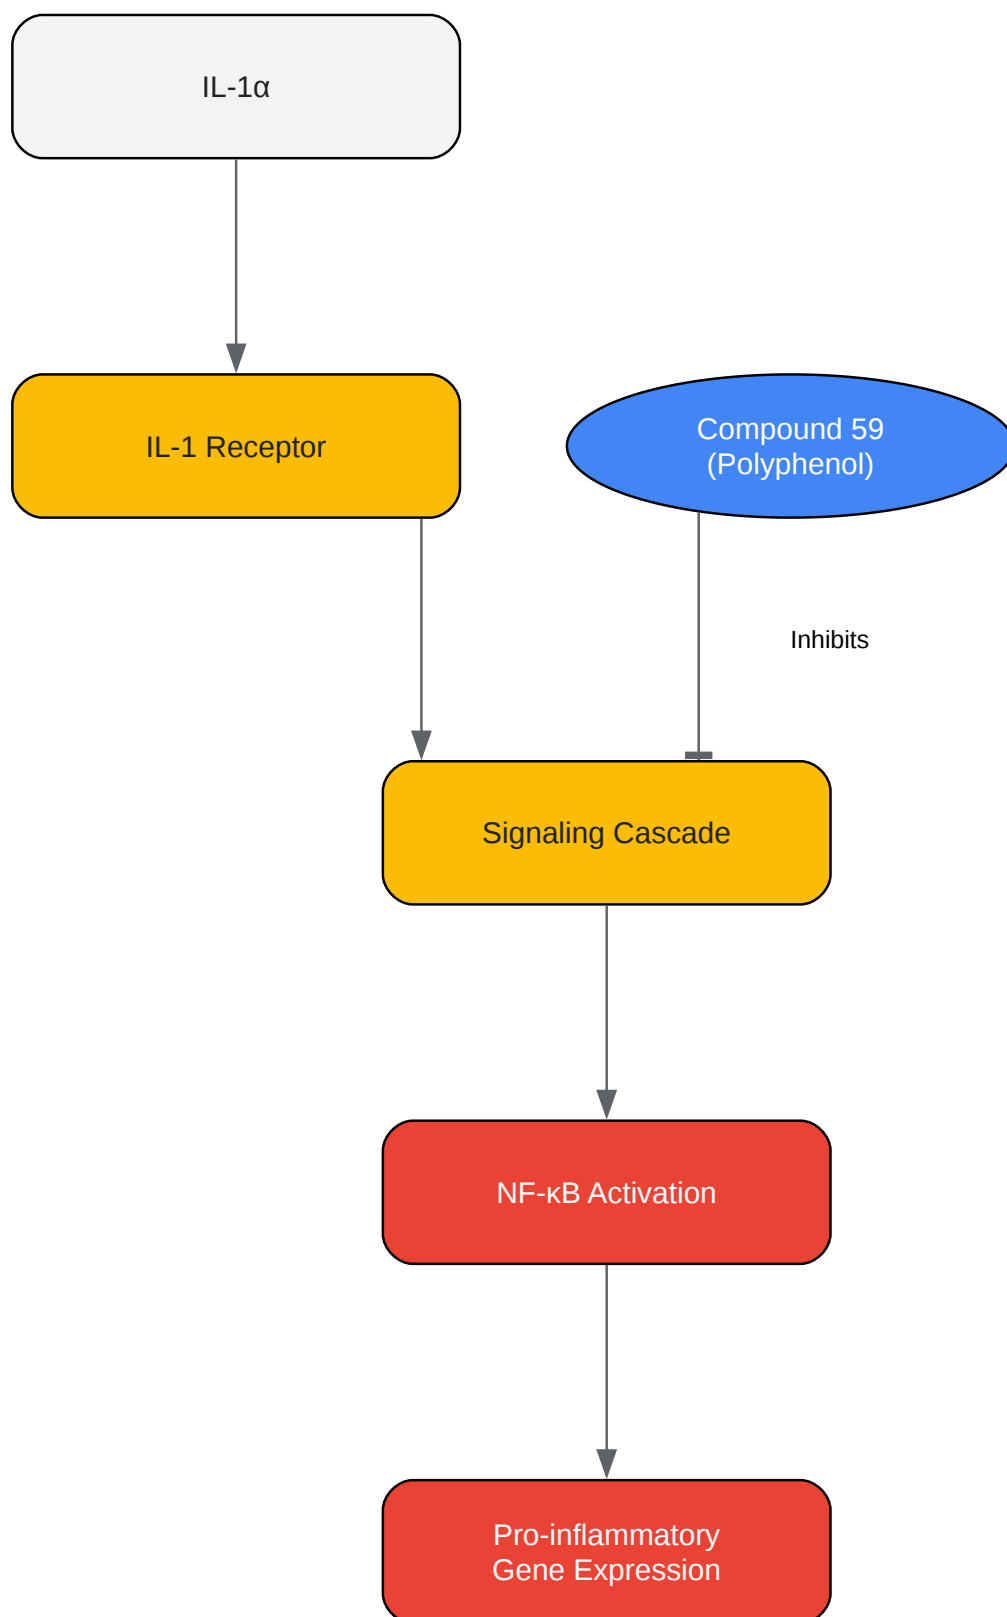 IL-1α
IL-1 Receptor
Compound 59
(Polyphenol)
Inhibits
Signaling Cascade
NF-κB Activation
Pro-inflammatory
Gene Expression